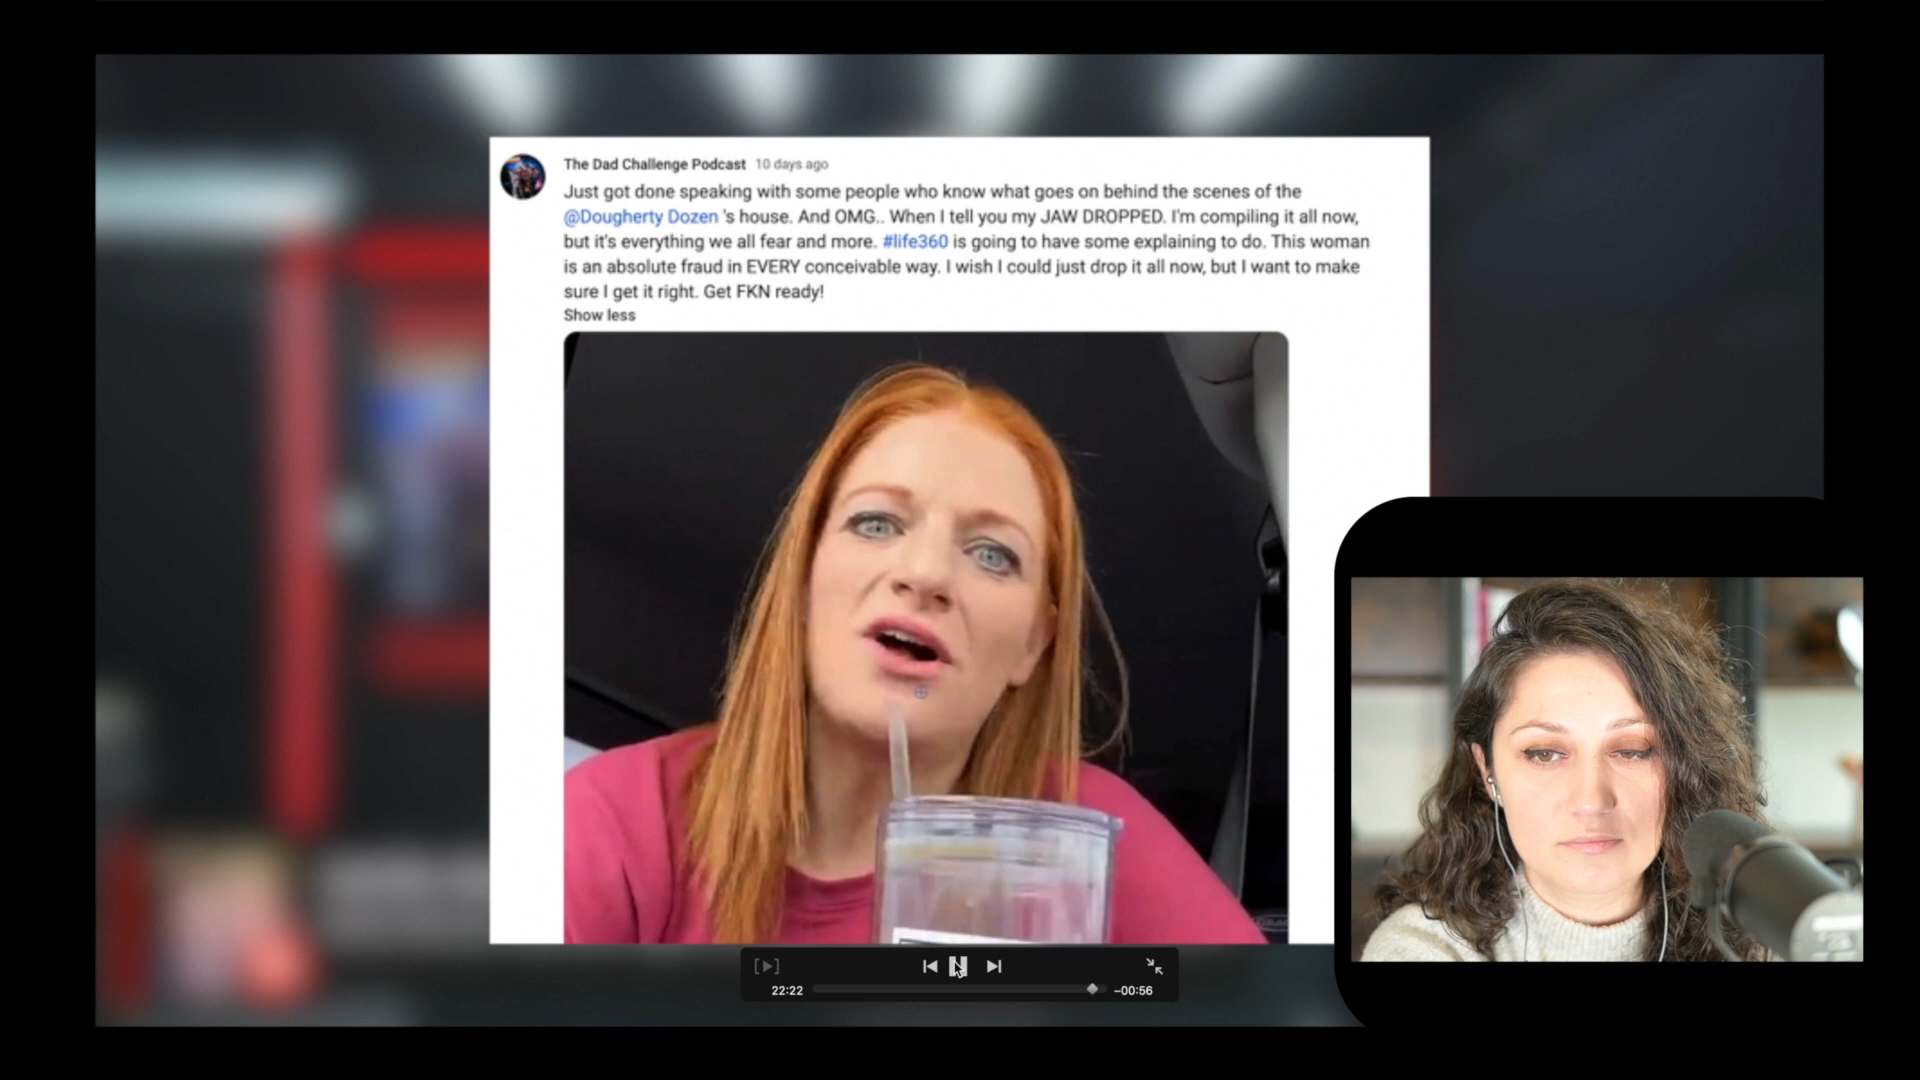 The Dad Challenge Podcast 10 days ago
Just got done speaking with some people who know what goes on behind the scenes of the
@Dougherty Dozen 's house. And OMG.. When I tell you my JAW DROPPED. I'm compiling it all now,
but it's everything we all fear and more. #life360 is going to have some explaining to do. This woman
is an absolute fraud in EVERY conceivable way. I wish I could just drop it all now, but I want to make
sure I get it right. Get FKN ready!
Show less
22:22
-00:56